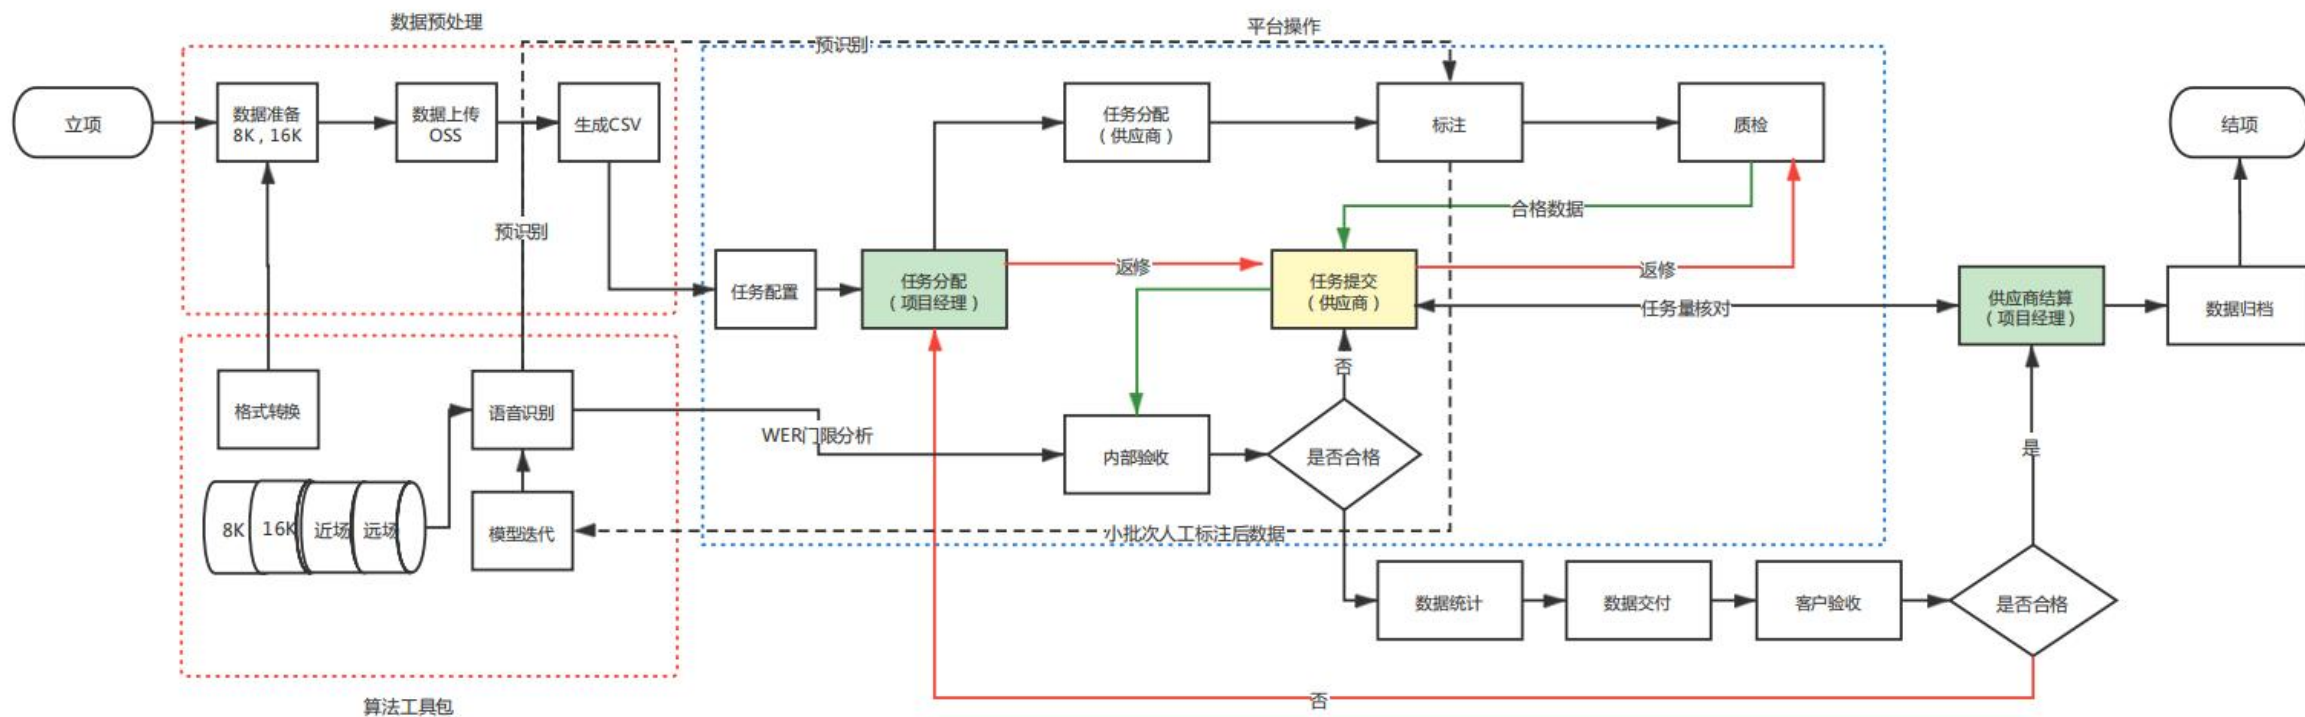 数据预处理
平台操作
预识别
立项
数据准备
8K , 16K
数据上传
OSS
生成CSV
任务分配
( 供应商 )
标注
质检
结项
合格数据
预识别
任务配置
任务分配
( 项目经理 )
返修
任务提交
( 供应商 )
返修
任务量核对
供应商结算
( 项目经理 )
数据归档
否
格式转换
语音识别
WER门限分析
内部验收
是否合格
是
8K
16K
近场
远场
模型迭代
小批次人工标注后数据
数据统计
数据交付
客户验收
是否合格
否
算法工具包